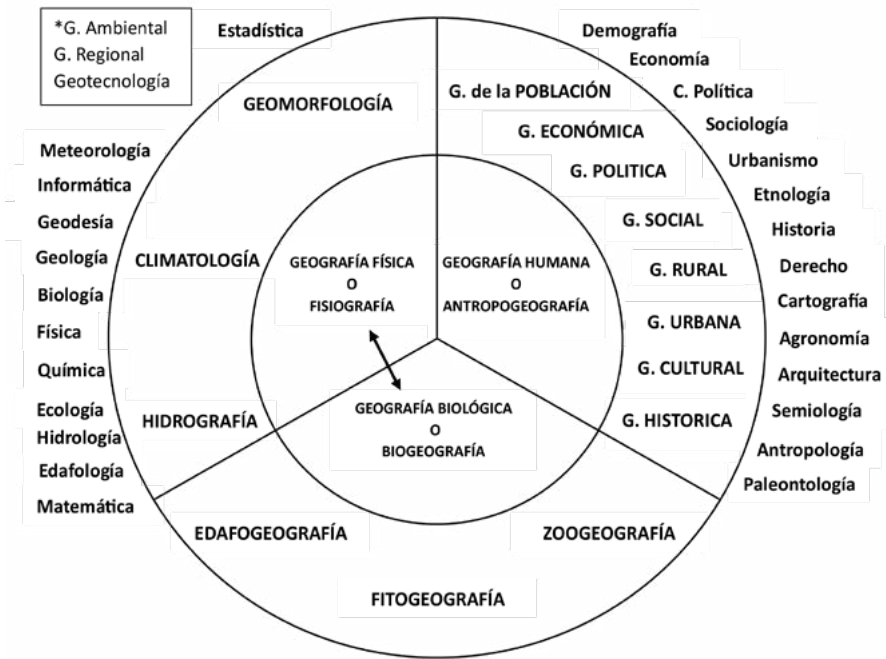 *G. Ambiental
G. Regional
Geotecnología
Estadística
Meteorología
Informática
Geodesía
Geología
Biología
Física
Química
Ecología
Hidrología
Edafología
Matemática
GEOMORFOLOGÍA
CLIMATOLOGÍA
HIDROGRAFÍA
GEOGRAFÍA FÍSICA
O
FISIOGRAFÍA
GEOGRAFÍA HUMANA
O
ANTROPOGEOGRAFÍA
GEOGRAFÍA BIOLÓGICA
O
BIOGEOGRAFÍA
G. de la POBLACIÓN
G. ECONÓMICA
G. POLITICA
G. SOCIAL
G. RURAL
G. URBANA
G. CULTURAL
G. HISTORICA
EDAFOGEOGRAFÍA
ZOOGEOGRAFÍA
FITOGEOGRAFÍA
Demografía
Economía
C. Política
Sociología
Urbanismo
Etnología
Historia
Derecho
Cartografía
Agronomía
Arquitectura
Semiología
Antropología
Paleontología